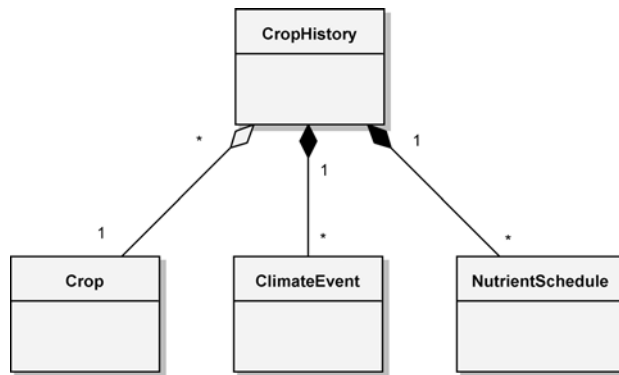 CropHistory
*
1
1
1
*
*
Crop
ClimateEvent
NutrientSchedule